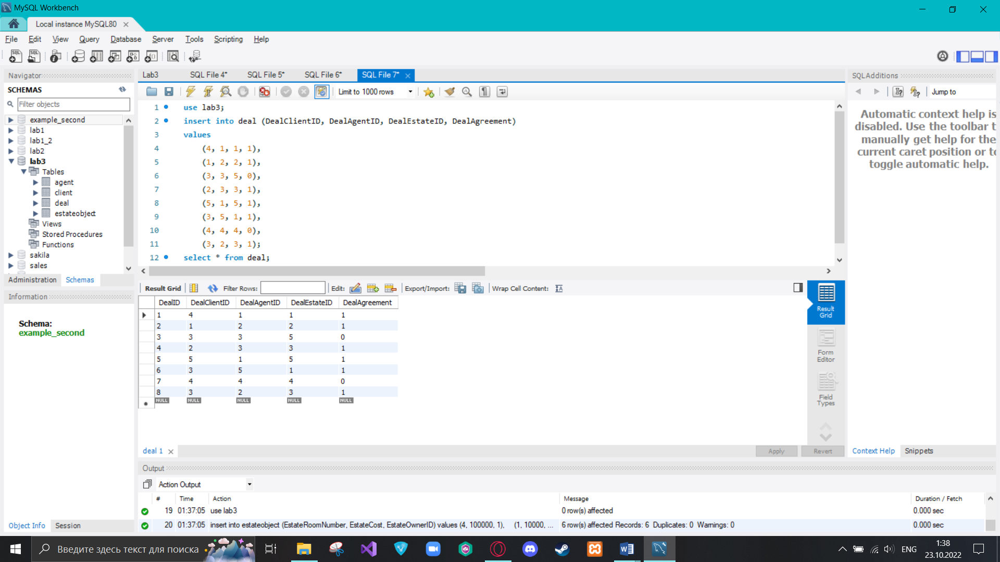 MySQL Workbench
Local instance MySQL80
File Edit View Query Database Server Tools Scripting Help
Navigator
SCHEMAS
Filter objects
example_second
lab1
lab1_2
lab2
lab3
Tables
agent
client
deal
estateobject
Views
Stored Procedures
Functions
sakila
sales
Administration Schemas
Information
Schema:
example_second
Object Info Session
Lab3 SQL File 4* SQL File 5* SQL File 6* SQL File 7*
Limit to 1000 rows
1 use lab3;
2 insert into deal (DealClientID, DealAgentID, DealEstateID, DealAgreement)
3 values
4 (4, 1, 1, 1),
5 (1, 2, 2, 1),
6 (3, 3, 5, 0),
7 (2, 3, 3, 1),
8 (5, 1, 5, 1),
9 (3, 5, 1, 1),
10 (4, 4, 4, 0),
11 (3, 2, 3, 1);
12 select * from deal;
Result Grid Filter Rows: Edit: Export/Import: Wrap Cell Content:
DealID DealClientID DealAgentID DealEstateID DealAgreement
1 4 1 1 1
2 1 2 2 1
3 3 3 5 0
4 2 3 3 1
5 5 1 5 1
6 3 5 1 1
7 4 4 4 0
8 3 2 3 1
NULL NULL NULL NULL NULL
Result
Grid
Form
Editor
Field
Types
deal 1
Apply Revert
SQLAdditions
Jump to
Automatic context help is
disabled. Use the toolbar t
manually get help for the
current caret position or to
toggle automatic help.
Context Help Snippets
Output
Action Output
# Time Action Message Duration / Fetch
19 01:37:05 use lab3 0 row(s) affected 0.000 sec
20 01:37:05 insert into estateobject (EstateRoomNumber, EstateCost, EstateOwnerID) values (4, 100000, 1), (1, 10000, ... 6 row(s) affected Records: 6 Duplicates: 0 Warnings: 0 0.000 sec
Введите здесь текст для поиска
ENG
1:38
23.10.2022